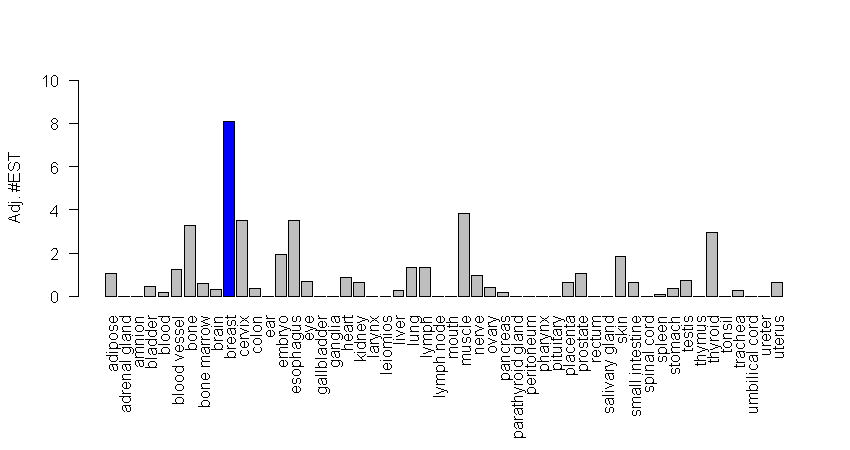 Adj. #EST
10
8
6
4
2
0
adipose
adrenal gland
amnion
bladder
blood
blood vessel
bone
bone marrow
brain
breast
cervix
colon
ear
embryo
esophagus
eye
gallbladder
ganglia
heart
kidney
larynx
leiomios
liver
lung
lymph
lymph node
mouth
muscle
nerve
ovary
pancreas
parathyroid gland
peritoneum
pharynx
pituitary
placenta
prostate
rectum
salivary gland
skin
small intestine
spinal cord
spleen
stomach
testis
thymus
thyroid
tonsil
trachea
umbilical cord
ureter
uterus